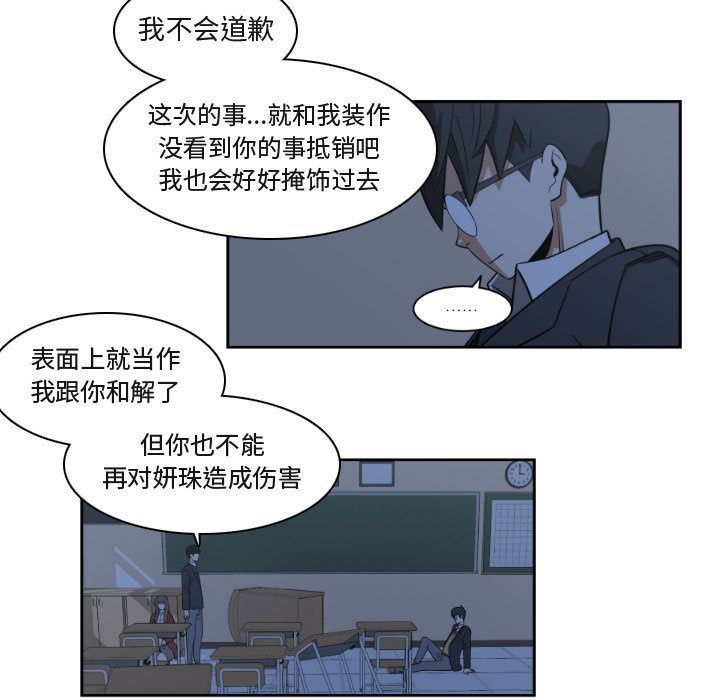 我不会道歉
这次的事...就和我装作
没看到你的事抵销吧
我也会好好掩饰过去
......
表面上就当作
我跟你和解了
但你也不能
再对妍珠造成伤害